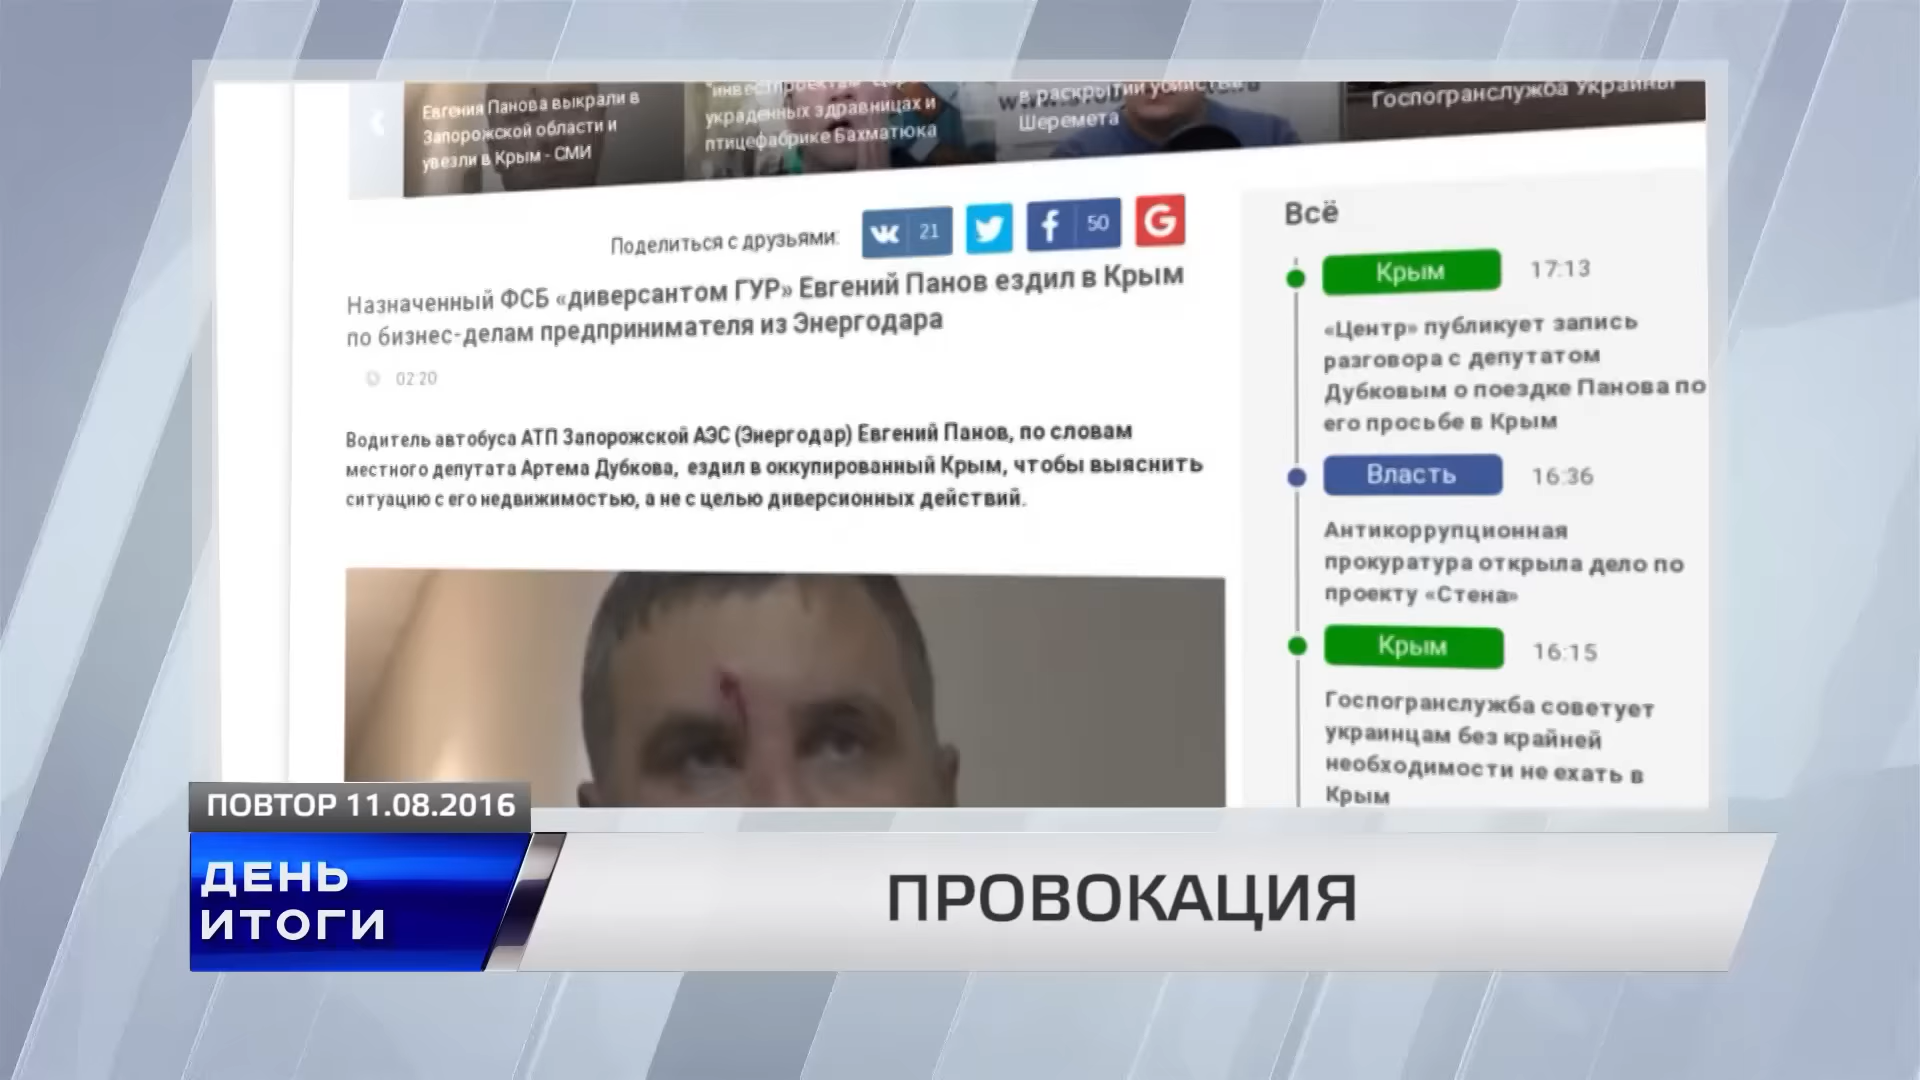 Евгения Панова выкрали в
Запорожской области и
увезли в Крым - СМИ
украденных здравницах и
птицефабрике Бахматюка
в раскрытии убийства
Шеремета
Госпогранслужба Украины
Поделиться с друзьями:
21
50
Назначенный ФСБ «диверсантом ГУР» Евгений Панов ездил в Крым
по бизнес-делам предпринимателя из Энергодара
02:20
Водитель автобуса АТП Запорожской АЭС (Энергодар) Евгений Панов, по словам
местного депутата Артема Дубкова, ездил в оккупированный Крым, чтобы выяснить
ситуацию с его недвижимостью, а не с целью диверсионных действий.
Всё
Крым 17:13
«Центр» публикует запись
разговора с депутатом
Дубковым о поездке Панова по
его просьбе в Крым
Власть 16:36
Антикоррупционная
прокуратура открыла дело по
проекту «Стена»
Крым 16:15
Госпогранслужба советует
украинцам без крайней
необходимости не ехать в
Крым
ПОВТОР 11.08.2016
ДЕНЬ
ИТОГИ
ПРОВОКАЦИЯ